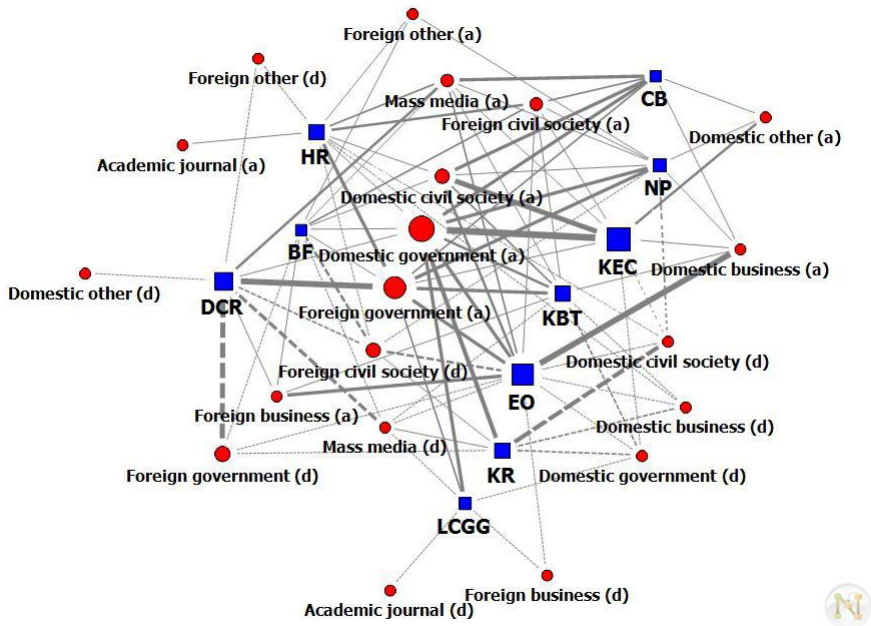 Foreign other (a)
Foreign other (d)
Mass media (a)
CB
Foreign civil society (a)
Domestic other (a)
Academic journal (a)
HR
NP
Domestic civil society (a)
BF
Domestic government (a)
KEC
Domestic business (a)
Domestic other (d)
DCR
Foreign government (a)
KBT
Foreign civil society (d)
Domestic civil society (d)
EO
Foreign business (a)
Domestic business (d)
Mass media (d)
Foreign government (d)
KR
Domestic government (d)
LCGG
Foreign business (d)
Academic journal (d)
N